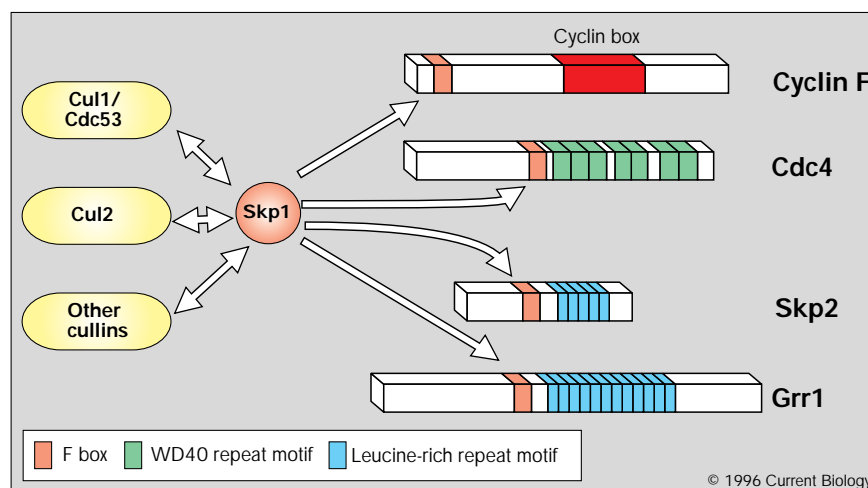 Cyclin box
Cyclin F
Cul1/
Cdc53
Cdc4
Cul2
Skp1
Skp2
Other
cullins
Grr1
F box
WD40 repeat motif
Leucine-rich repeat motif
© 1996 Current Biology